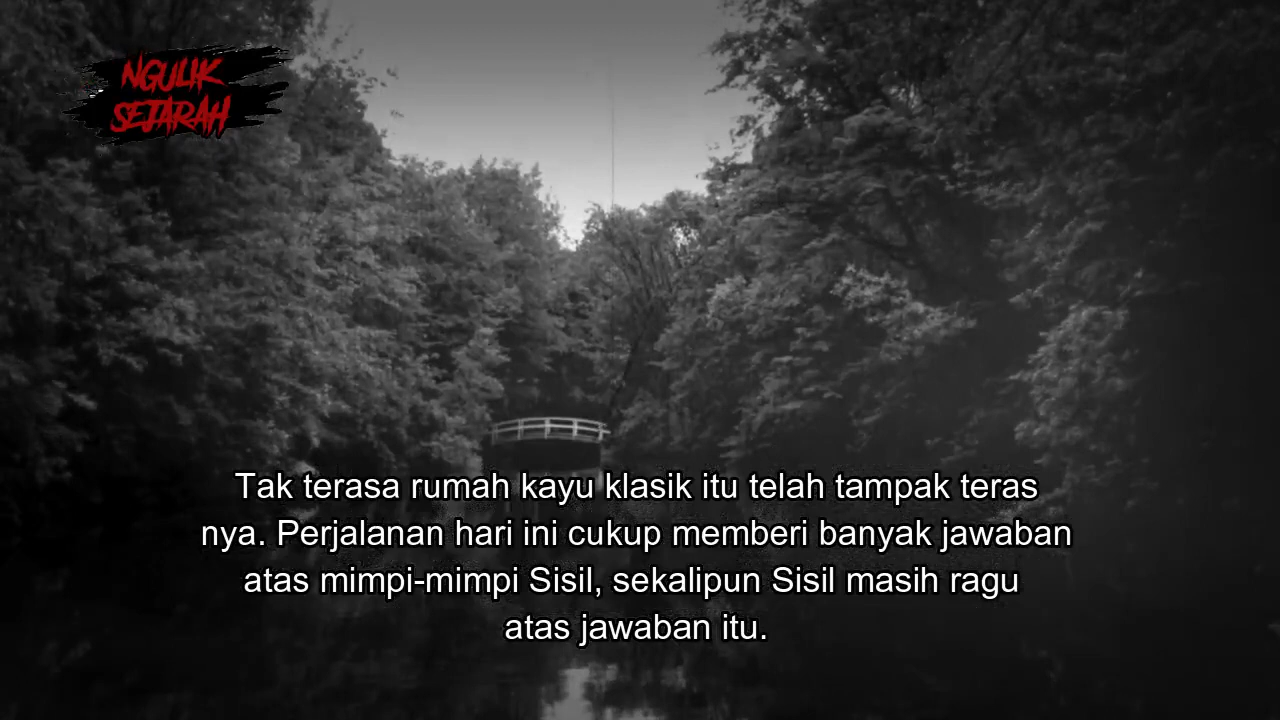 NGULIK
SEJARAH
Tak terasa rumah kayu klasik itu telah tampak teras
nya. Perjalanan hari ini cukup memberi banyak jawaban
atas mimpi-mimpi Sisil, sekalipun Sisil masih ragu
atas jawaban itu.